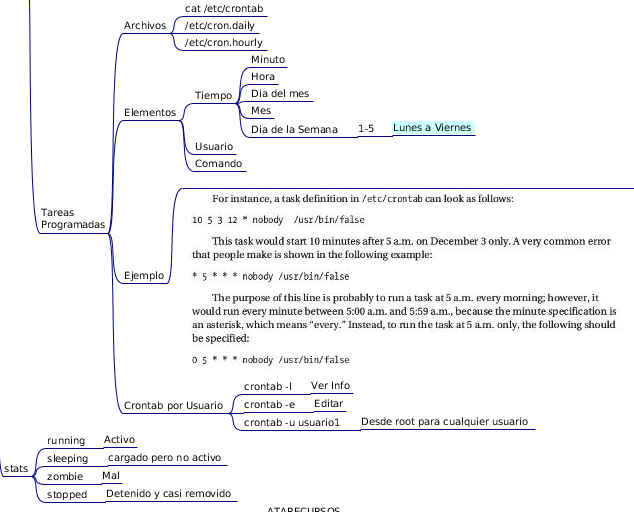 cat /etc/crontab
Archivos
/etc/cron.daily
/etc/cron.hourly
Minuto
Hora
Tiempo
Dia del mes
Mes
Elementos
Dia de la Semana 1-5 Lunes a Viernes
Usuario
Comando
Tareas
Programadas
For instance, a task definition in /etc/crontab can look as follows:
10 5 3 12 * nobody /usr/bin/false
This task would start 10 minutes after 5 a.m. on December 3 only. A very common error
that people make is shown in the following example:
Ejemplo
* 5 * * * nobody /usr/bin/false
The purpose of this line is probably to run a task at 5 a.m. every morning; however, it
would run every minute between 5:00 a.m. and 5:59 a.m., because the minute specification is
an asterisk, which means “every.” Instead, to run the task at 5 a.m. only, the following should
be specified:
0 5 * * * nobody /usr/bin/false
crontab -l Ver Info
Crontab por Usuario
crontab -e Editar
crontab -u usuario1 Desde root para cualquier usuario
running Activo
sleeping cargado pero no activo
stats
zombie Mal
stopped Detenido y casi removido
ATARECURSOS